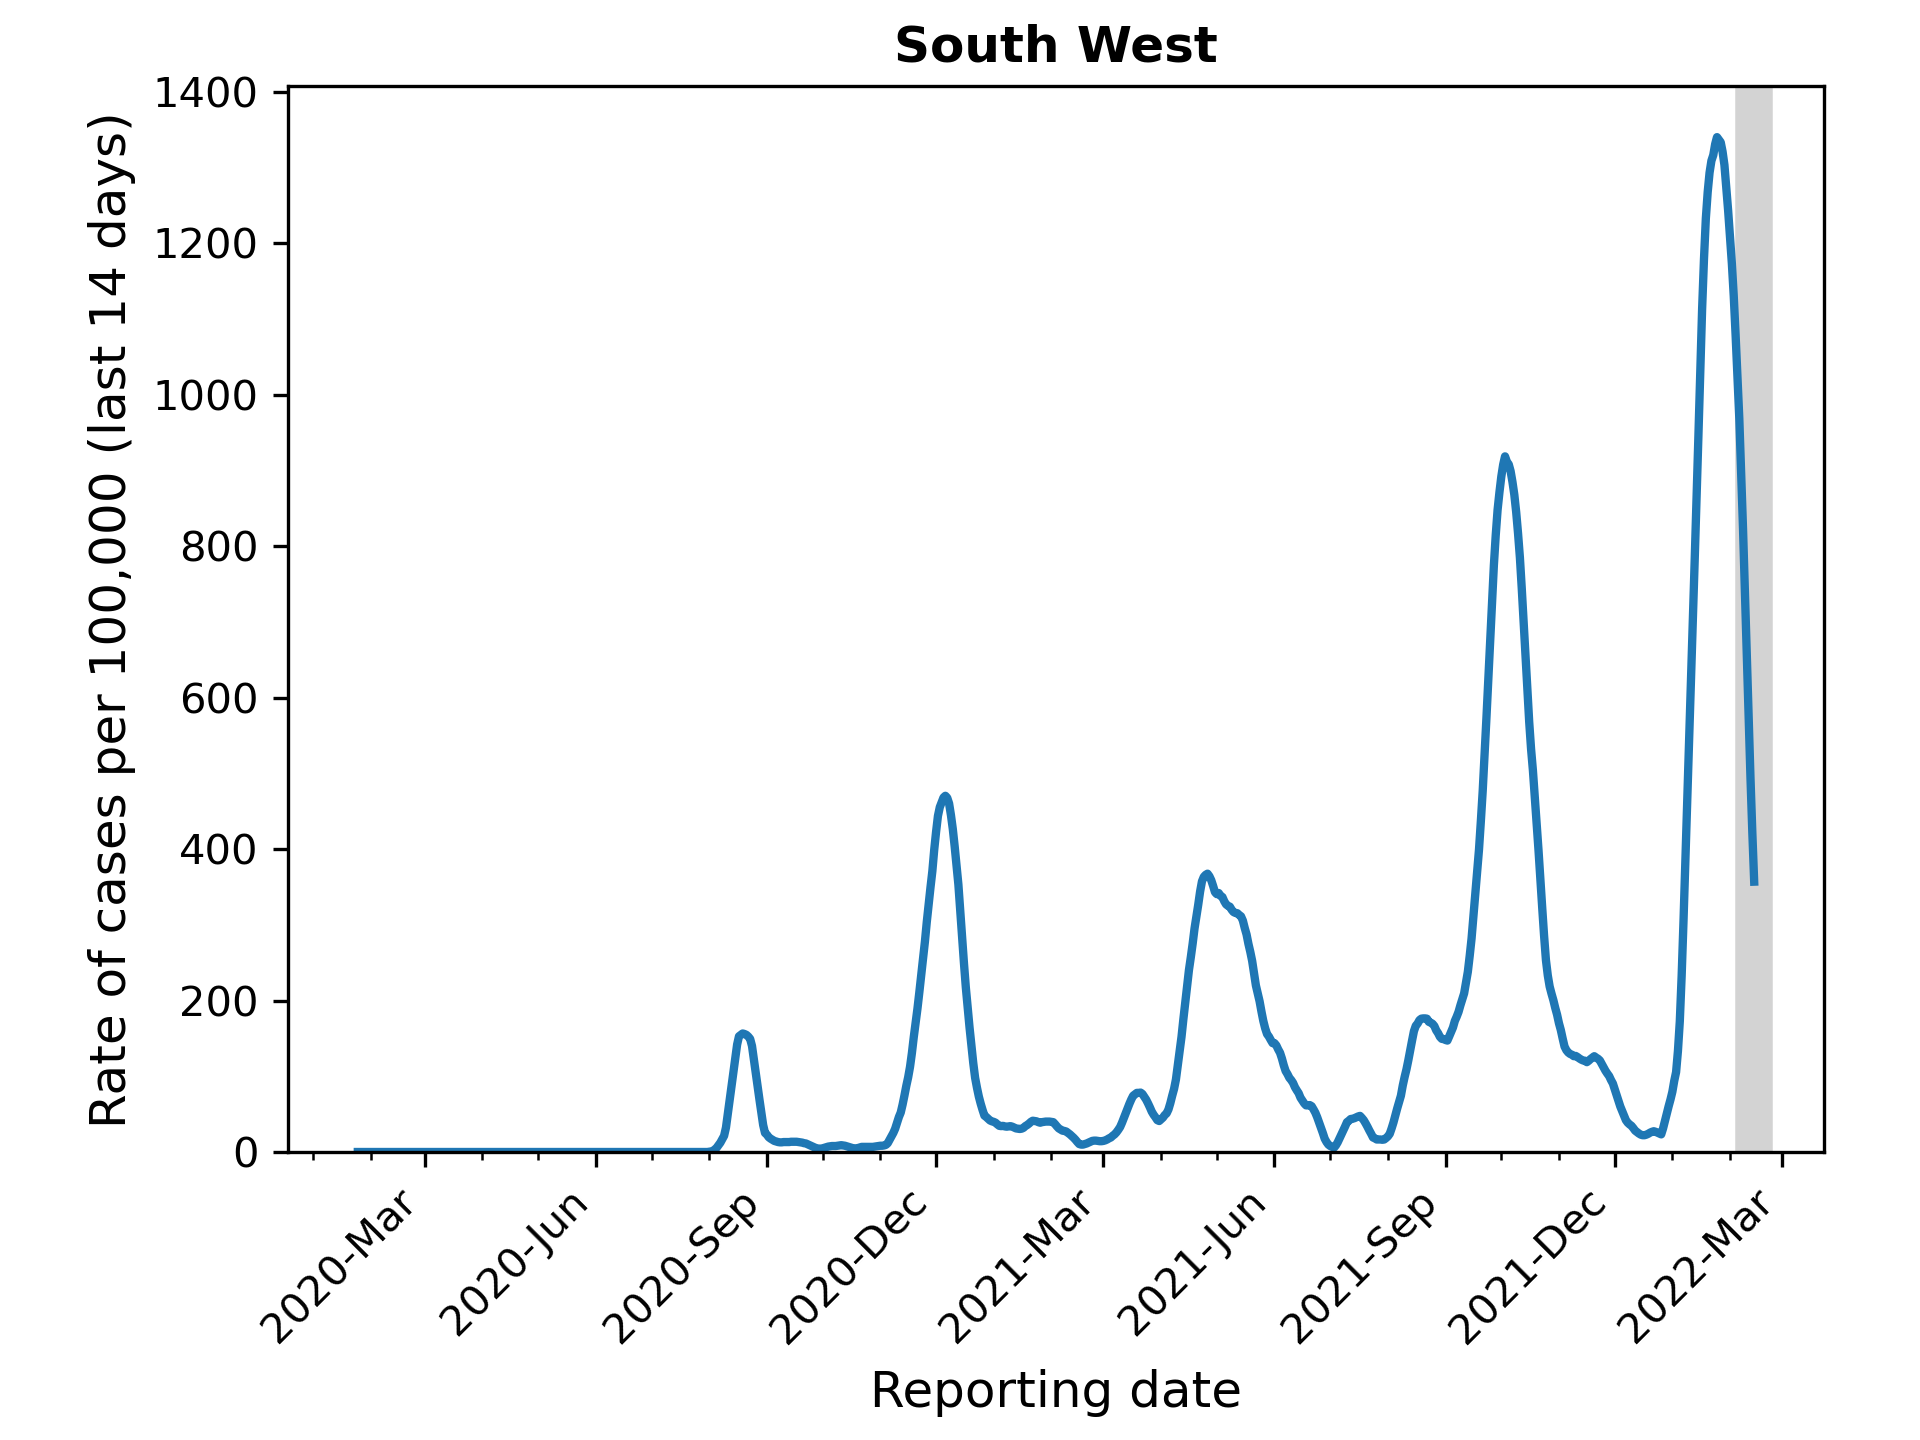 South West
Rate of cases per 100,000 (last 14 days)
1400
1200
1000
800
600
400
200
0
2020-Mar
2020-Jun
2020-Sep
2020-Dec
2021-Mar
2021-Jun
2021-Sep
2021-Dec
2022-Mar
Reporting date